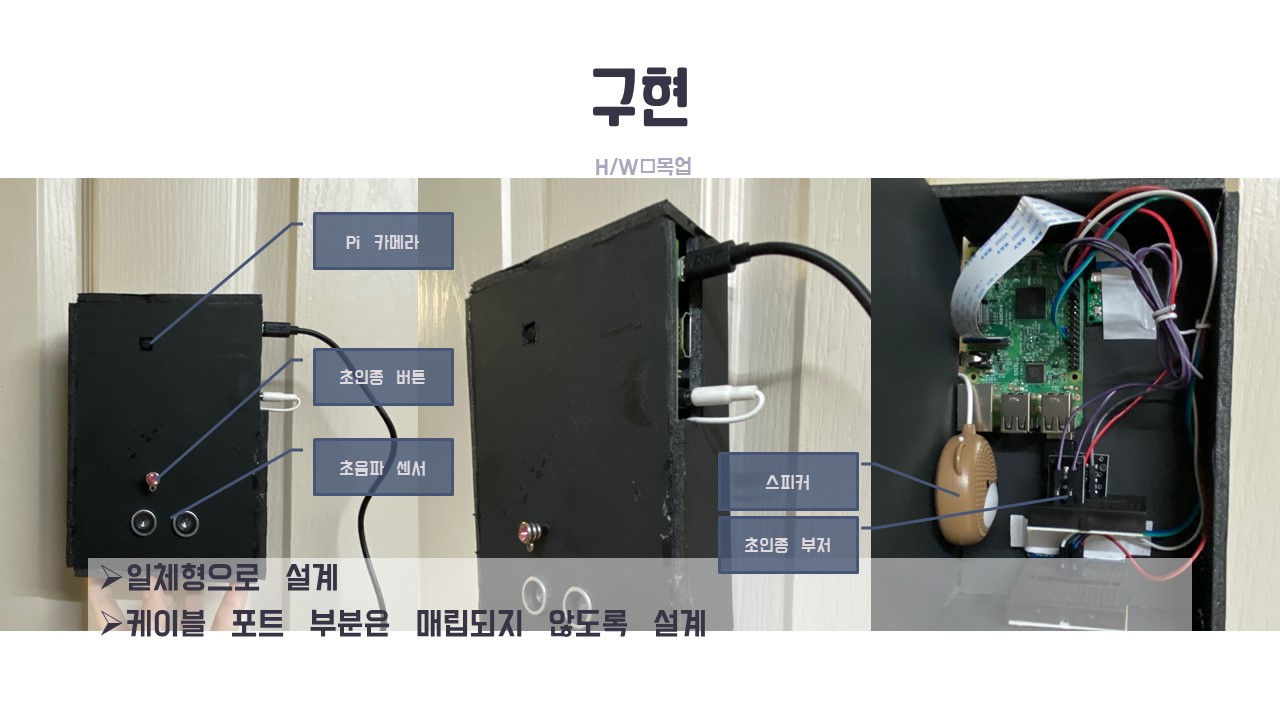 구현
H/W□목업
Pi 카메라
초인종 버튼
초음파 센서
스피커
초인종 부저
➢일체형으로 설계
➢케이블 포트 부분은 매립되지 않도록 설계